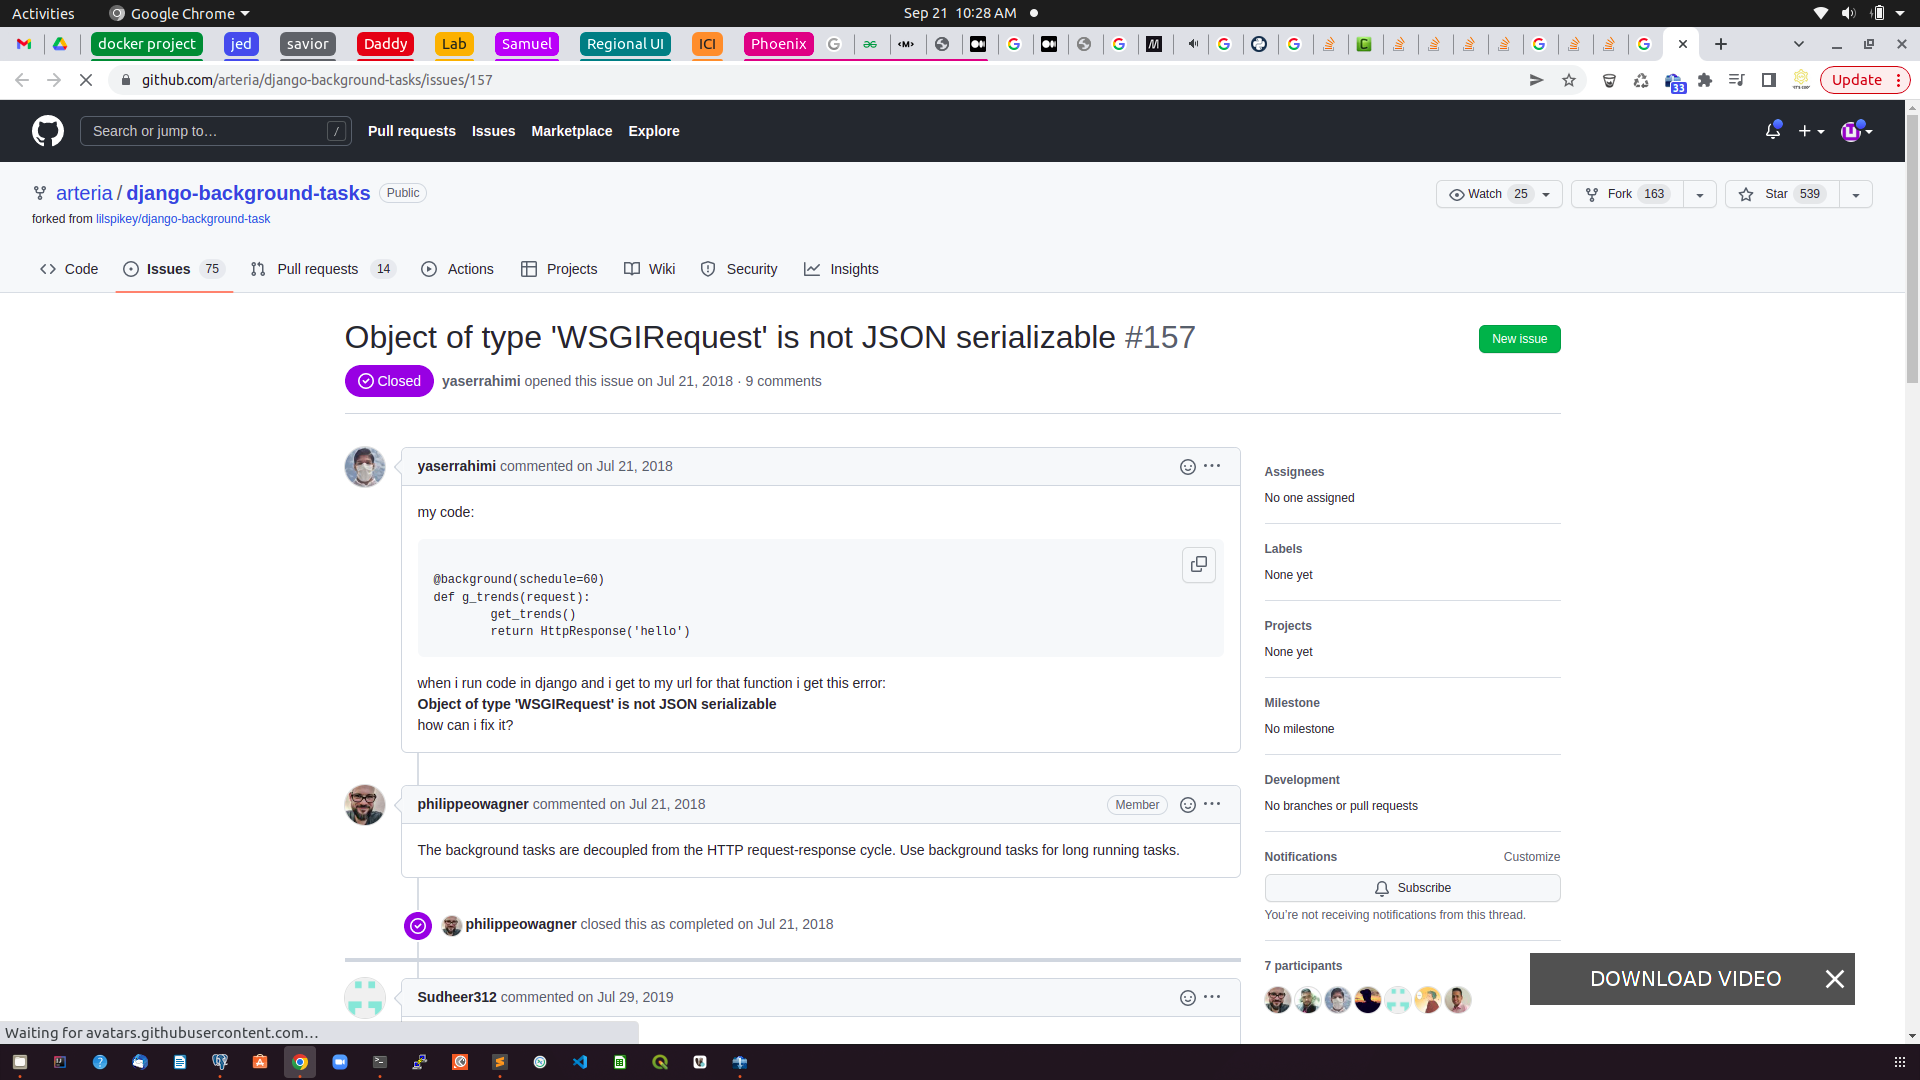 Activities
Google Chrome
Sep 21 10:28 AM
docker project
jed
savior
Daddy
Lab
Samuel
Regional UI
ICI
Phoenix
github.com/arteria/django-background-tasks/issues/157
33
Update
Search or jump to…
/
Pull requests
Issues
Marketplace
Explore
arteria / django-background-tasks
Public
forked from lilspikey/django-background-task
Watch 25
Fork 163
Star 539
Code
Issues 75
Pull requests 14
Actions
Projects
Wiki
Security
Insights
Object of type 'WSGIRequest' is not JSON serializable #157
New issue
Closed
yaserrahimi opened this issue on Jul 21, 2018 · 9 comments
yaserrahimi commented on Jul 21, 2018
my code:
@background(schedule=60)
def g_trends(request):
        get_trends()
        return HttpResponse('hello')
when i run code in django and i get to my url for that function i get this error:
Object of type 'WSGIRequest' is not JSON serializable
how can i fix it?
philippeowagner commented on Jul 21, 2018
Member
The background tasks are decoupled from the HTTP request-response cycle. Use background tasks for long running tasks.
philippeowagner closed this as completed on Jul 21, 2018
Sudheer312 commented on Jul 29, 2019
Assignees
No one assigned
Labels
None yet
Projects
None yet
Milestone
No milestone
Development
No branches or pull requests
Notifications
Customize
Subscribe
You're not receiving notifications from this thread.
7 participants
DOWNLOAD VIDEO
Waiting for avatars.githubusercontent.com…